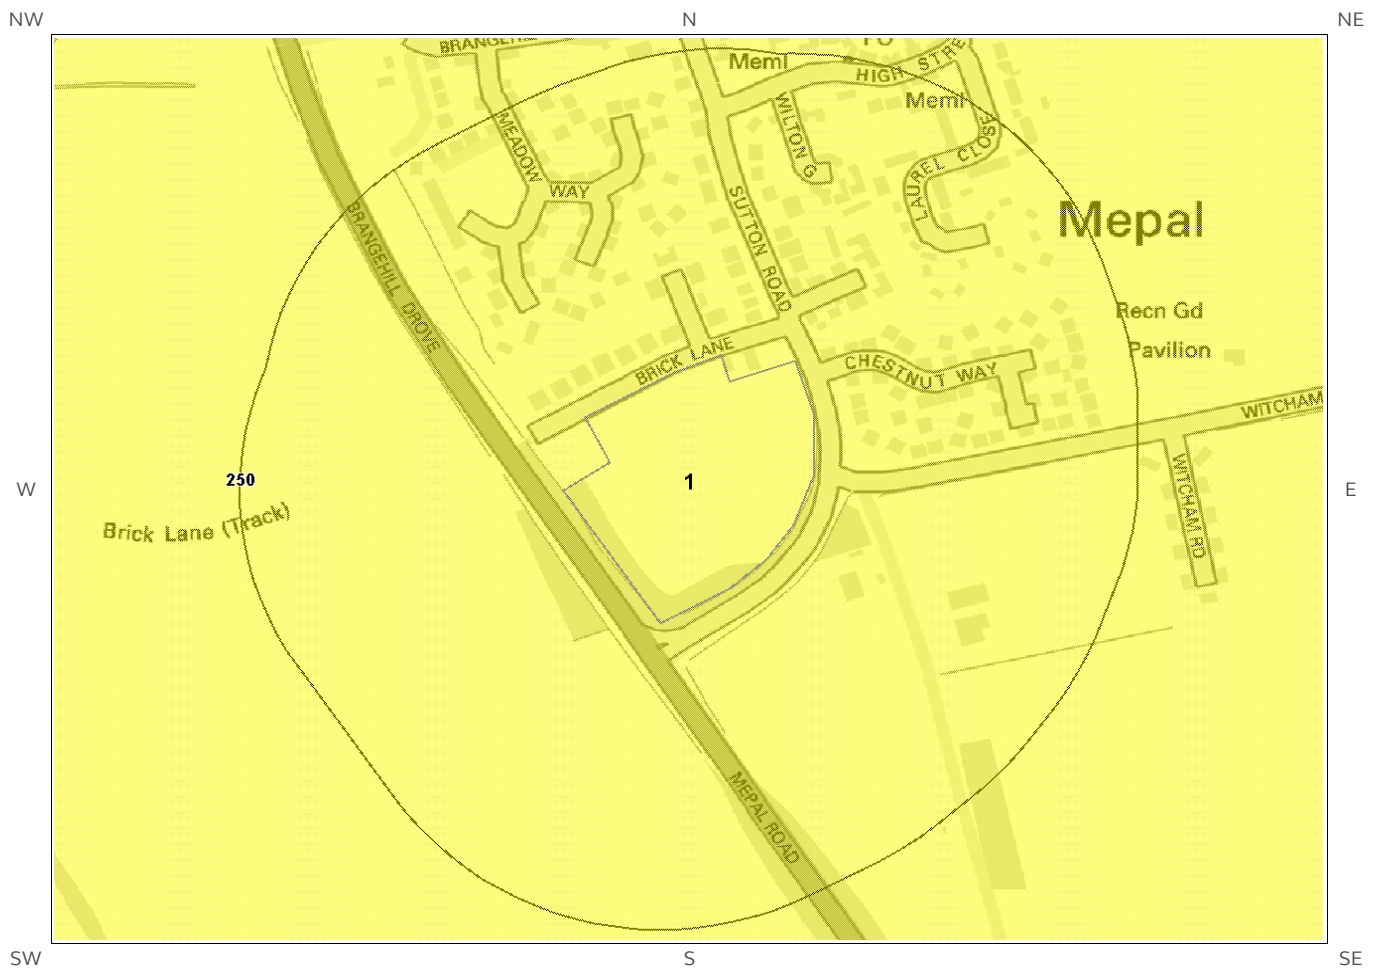 NW
N
NE
BRANGEHI
Meml
HIGH STRE
Meml
MEADOW
WAY
WILTON G
LAUREL CLOSE
SUTTON ROAD
Mepal
BRANGEHILL DROVE
Recn Gd
Pavilion
BRICK LANE
CHESTNUT WAY
WITCHAM
250
1
W
E
Brick Lane (Track)
WITCHAM RD
MEPAL ROAD
SW
S
SE